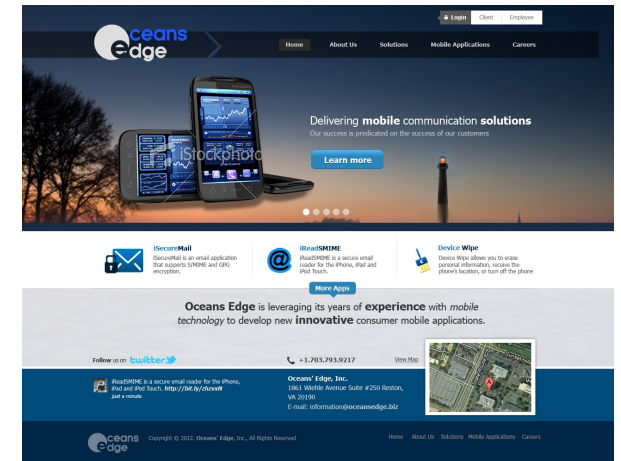 Login Client Employee
Oceans
edge
Home About Us Solutions Mobile Applications Careers
Delivering mobile communication solutions
Our success is predicated on the success of our customers
iStockphoto
Learn more
iSecureMail
iSecureMail is an email application
that supports S/MIME and GPG
encryption.
iReadSMIME
iReadSMIME is a secure email
reader for the iPhone, iPad and
iPod Touch.
Device Wipe
Device Wipe allows you to erase
personal information, receive the
phone's location, or turn off the phone
More Apps
Oceans Edge is leveraging its years of experience with mobile
technology to develop new innovative consumer mobile applications.
Follow us on twitter
+1.703.793.9217
View Map
iReadSMIME is a secure email reader for the iPhone,
iPad and iPod Touch. http://bit.ly/zhzvxN
just a minute
Oceans' Edge, Inc.
1861 Wiehle Avenue Suite #250 Reston,
VA 20190
E-mail: information@oceansedge.biz
A
Oceans
edge
Copyright © 2012. Oceans' Edge, Inc., All Rights Reserved
Home About Us Solutions Mobile Applications Careers